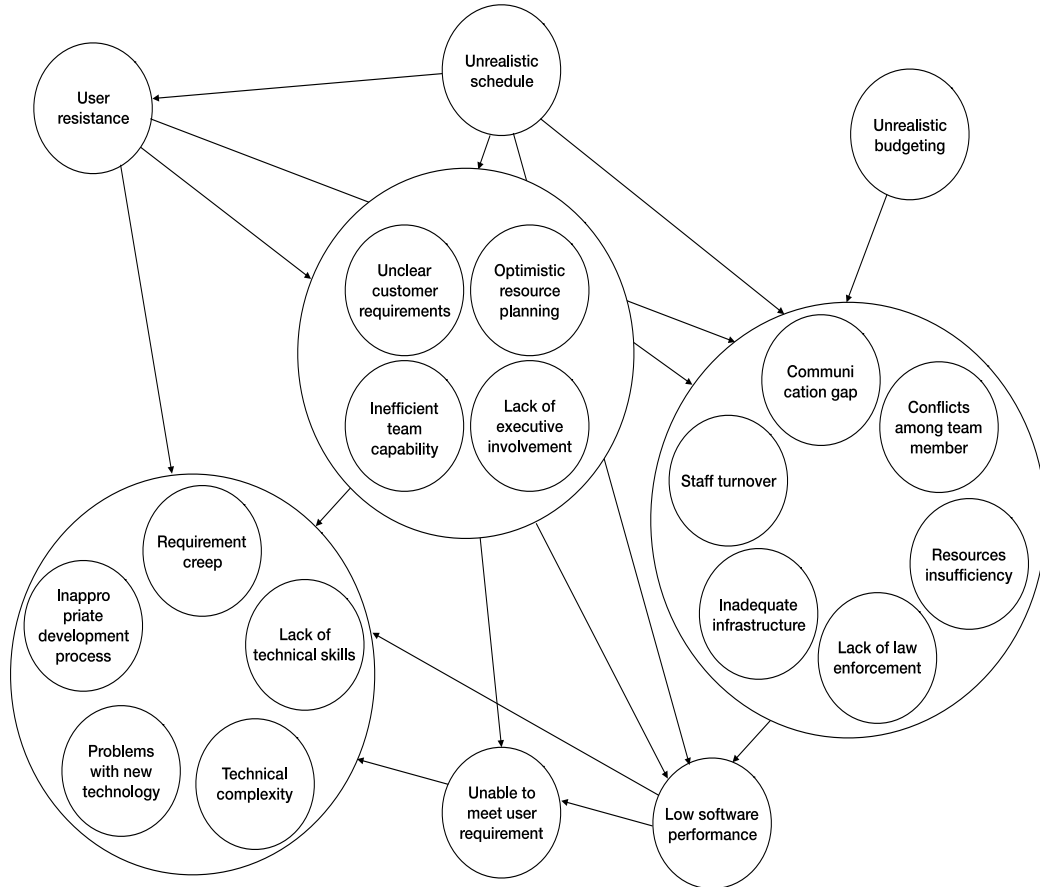 User
resistance
Unrealistic
schedule
Unrealistic
budgeting
Unclear
customer
requirements
Optimistic
resource
planning
Inefficient
team
capability
Lack of
executive
involvement
Communi
cation gap
Conflicts
among team
member
Staff turnover
Resources
insufficiency
Inadequate
infrastructure
Lack of law
enforcement
Requirement
creep
Inappro
priate
development
process
Lack of
technical skills
Problems
with new
technology
Technical
complexity
Unable to
meet user
requirement
Low software
performance